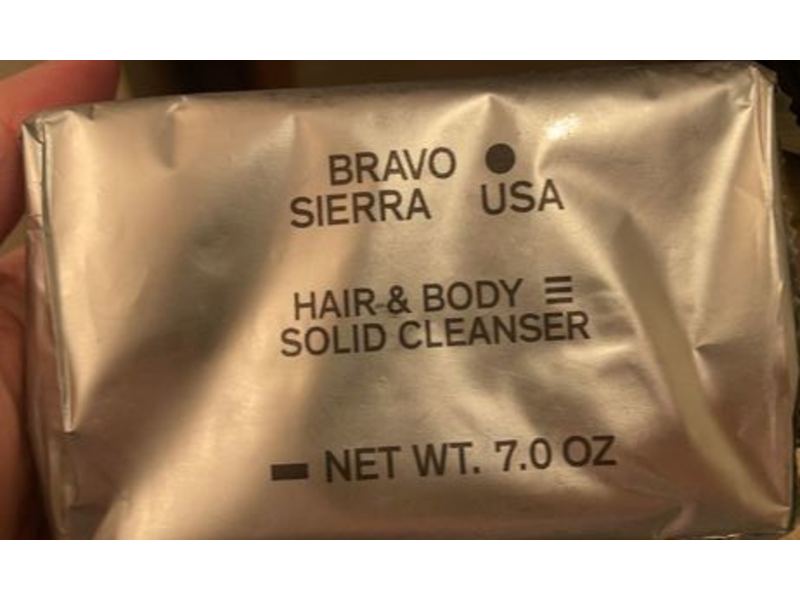 BRAVO ●
SIERRA USA
HAIR & BODY ☰
SOLID CLEANSER
NET WT. 7.0 OZ